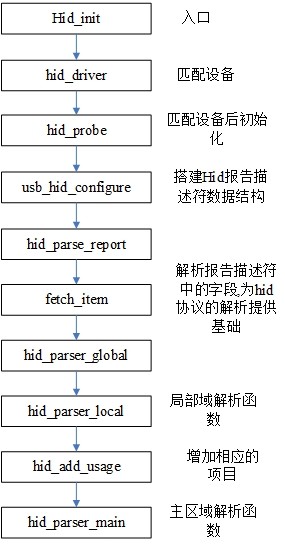 Hid_init
入口
hid_driver
匹配设备
hid_probe
匹配设备后初始
化
usb_hid_configure
搭建Hid报告描
述符数据结构
hid_parse_report
解析报告描述符
中的字段,为hid
协议的解析提供
基础
fetch_item
hid_parser_global
hid_parser_local
局部域解析函
数
hid_add_usage
增加相应的
项目
hid_parser_main
主区域解析函
数